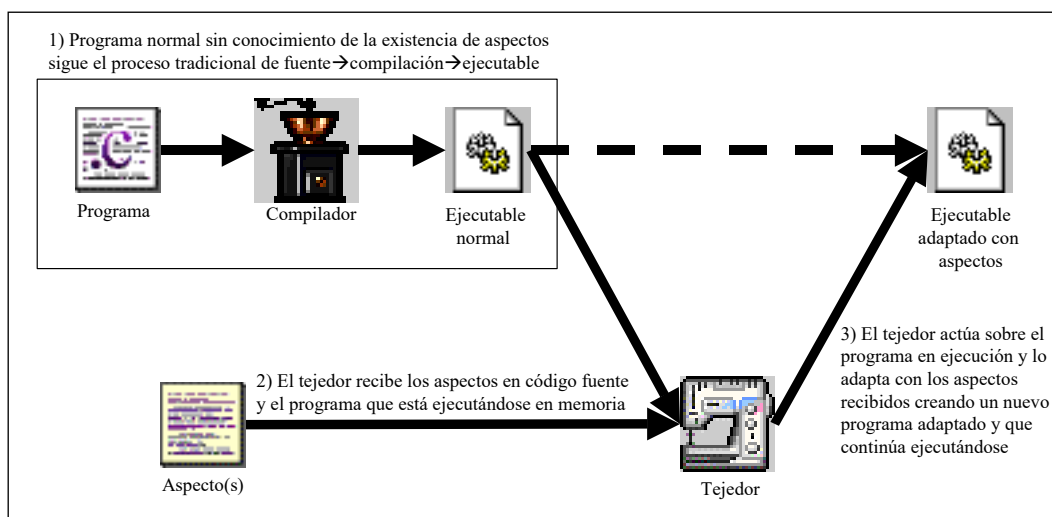 1) Programa normal sin conocimiento de la existencia de aspectos
sigue el proceso tradicional de fuente→compilación→ejecutable
.C
Programa
Compilador
Ejecutable
normal
Ejecutable
adaptado con
aspectos
2) El tejedor recibe los aspectos en código fuente
y el programa que está ejecutándose en memoria
3) El tejedor actúa sobre el
programa en ejecución y lo
adapta con los aspectos
recibidos creando un nuevo
programa adaptado y que
continúa ejecutándose
Aspecto(s)
Tejedor